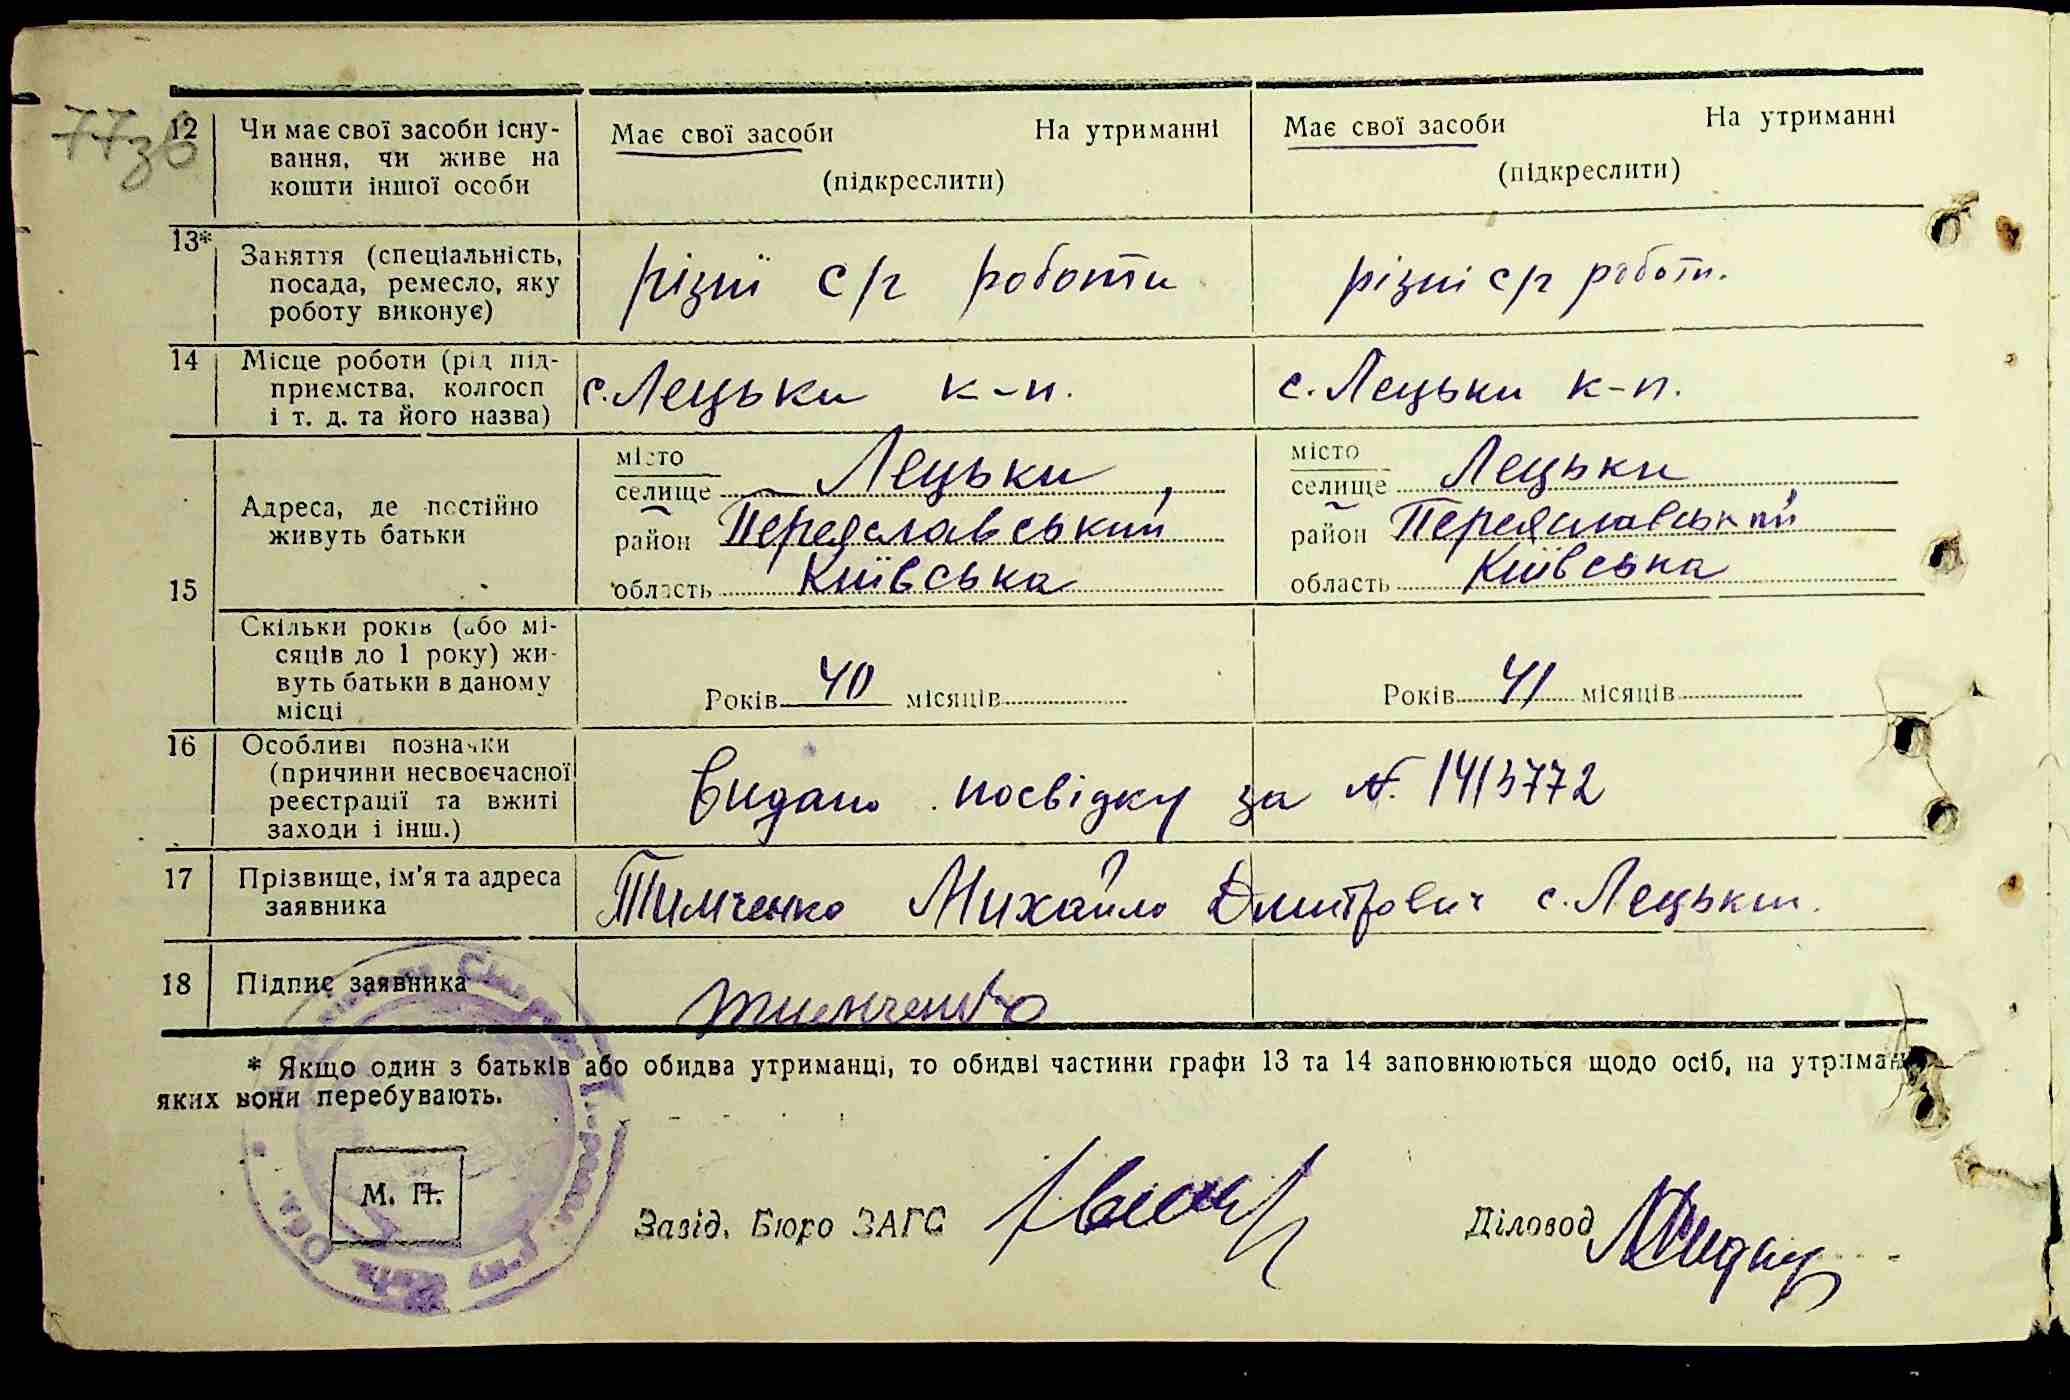 77зв
12 Чи має свої засоби існу-
вання, чи живе на
кошти іншої особи
Має свої засоби На утриманні
(підкреслити)
Має свої засоби На утриманні
(підкреслити)
13* Заняття (спеціальність,
посада, ремесло, яку
роботу виконує)
різні с/г роботи
різні с/г роботи.
14 Місце роботи (рід під-
приємства, колгосп
і т. д. та його назва)
с. Лецьки к-п.
с. Лецьки к-п.
15 Адреса, де постійно
живуть батьки
місто
селище Лецьки
район Переяславський
область Київська
місто
селище Лецьки
район Переяславський
область Київська
Скільки років (або мі-
сяців до 1 року) жи-
вуть батьки в даному
місці
Років 40 місяців
Років 41 місяців
16 Особливі позначки
(причини несвоєчасної
реєстрації та вжиті
заходи і інш.)
Видано посвідку за №. 1413772
17 Прізвище, ім'я та адреса
заявника
Тимченко Михайло Дмитрович с. Лецьки.
18 Підпис заявника
Тимченко
* Якщо один з батьків або обидва утриманці, то обидві частини графи 13 та 14 заповнюються щодо осіб, на утриман
яких вони перебувають.
М. П.
Завід. Бюро ЗАГС
Діловод